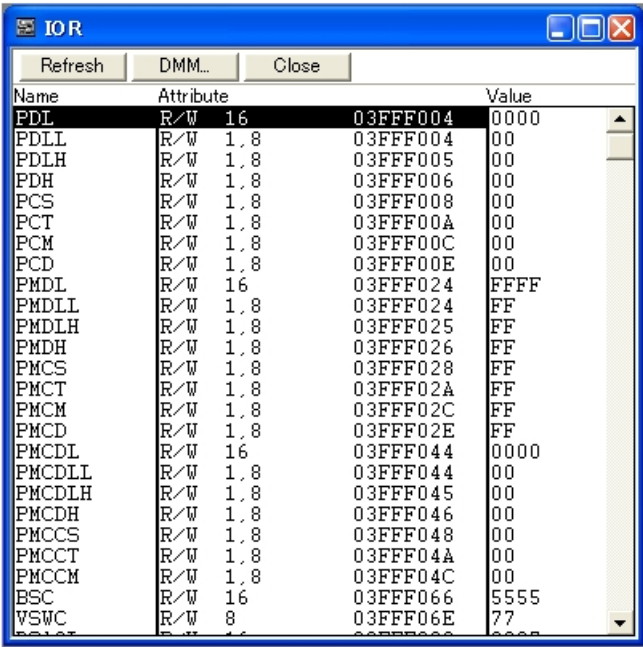 IOR
Refresh DMM... Close
Name Attribute Value
PDL R/W 16 03FFF004 0000
PDLL R/W 1,8 03FFF004 00
PDLH R/W 1,8 03FFF005 00
PDH R/W 1,8 03FFF006 00
PCS R/W 1,8 03FFF008 00
PCT R/W 1,8 03FFF00A 00
PCM R/W 1,8 03FFF00C 00
PCD R/W 1,8 03FFF00E 00
PMDL R/W 16 03FFF024 FFFF
PMDLL R/W 1,8 03FFF024 FF
PMDLH R/W 1,8 03FFF025 FF
PMDH R/W 1,8 03FFF026 FF
PMCS R/W 1,8 03FFF028 FF
PMCT R/W 1,8 03FFF02A FF
PMCM R/W 1,8 03FFF02C FF
PMCD R/W 1,8 03FFF02E FF
PMCDL R/W 16 03FFF044 0000
PMCDLL R/W 1,8 03FFF044 00
PMCDLH R/W 1,8 03FFF045 00
PMCDH R/W 1,8 03FFF046 00
PMCCS R/W 1,8 03FFF048 00
PMCCT R/W 1,8 03FFF04A 00
PMCCM R/W 1,8 03FFF04C 00
BSC R/W 16 03FFF066 5555
VSWC R/W 8 03FFF06E 77